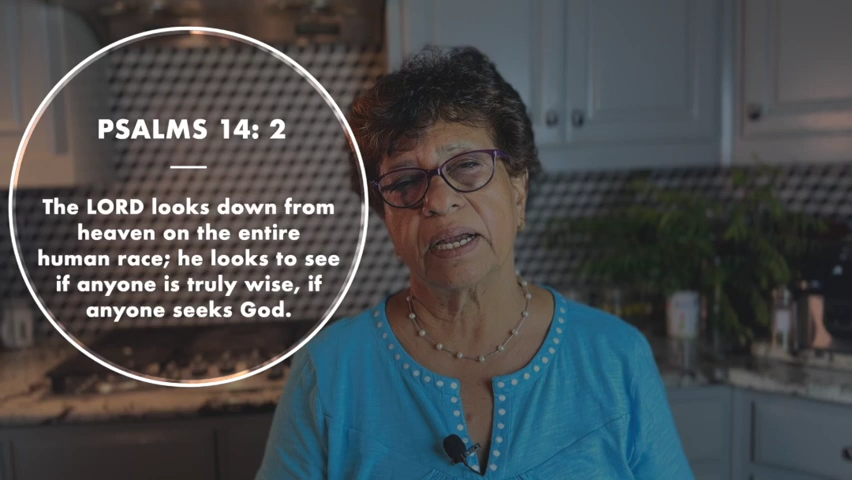 PSALMS 14: 2
The LORD looks down from
heaven on the entire
human race; he looks to see
if anyone is truly wise, if
anyone seeks God.